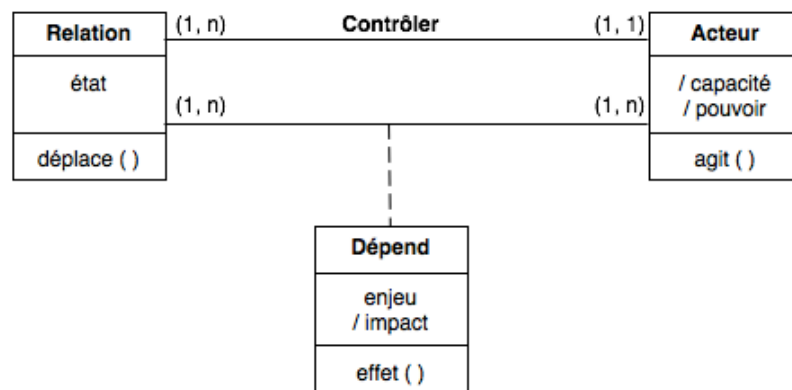 Relation
(1, n)
Contrôler
(1, 1)
Acteur
état
/ capacité
/ pouvoir
(1, n)
(1, n)
déplace ( )
agit ( )
Dépend
enjeu
/ impact
effet ( )